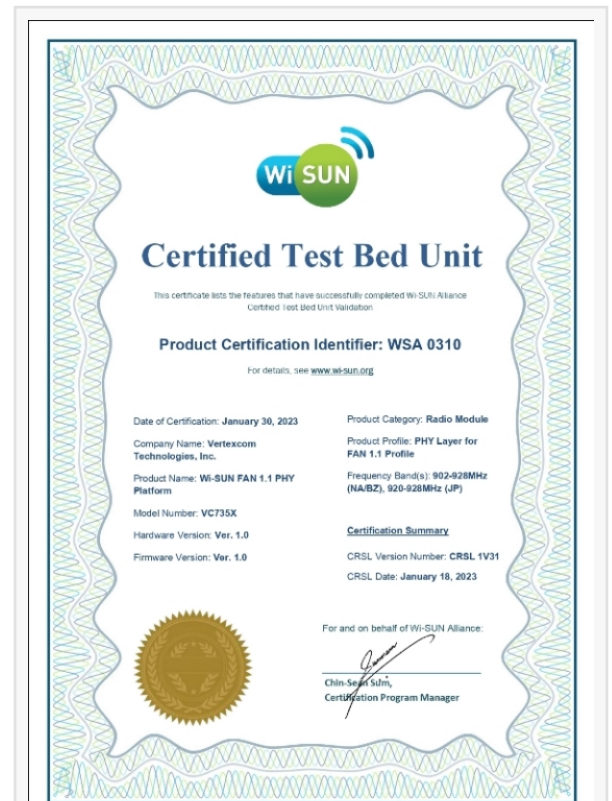 Wi SUN
Certified Test Bed Unit
This certificate lists the features that have successfully completed Wi-SUN Alliance
Certified Test Bed Unit Validation
Product Certification Identifier: WSA 0310
For details, see www.wi-sun.org
Date of Certification: January 30, 2023
Company Name: Vertexcom
Technologies, Inc.
Product Name: Wi-SUN FAN 1.1 PHY
Platform
Model Number: VC735X
Hardware Version: Ver. 1.0
Firmware Version: Ver. 1.0
Product Category: Radio Module
Product Profile: PHY Layer for
FAN 1.1 Profile
Frequency Band(s): 902-928MHz
(NA/BZ), 920-928MHz (JP)
Certification Summary
CRSL Version Number: CRSL 1V31
CRSL Date: January 18, 2023
For and on behalf of Wi-SUN Alliance:
Chin-Sean Sum,
Certification Program Manager